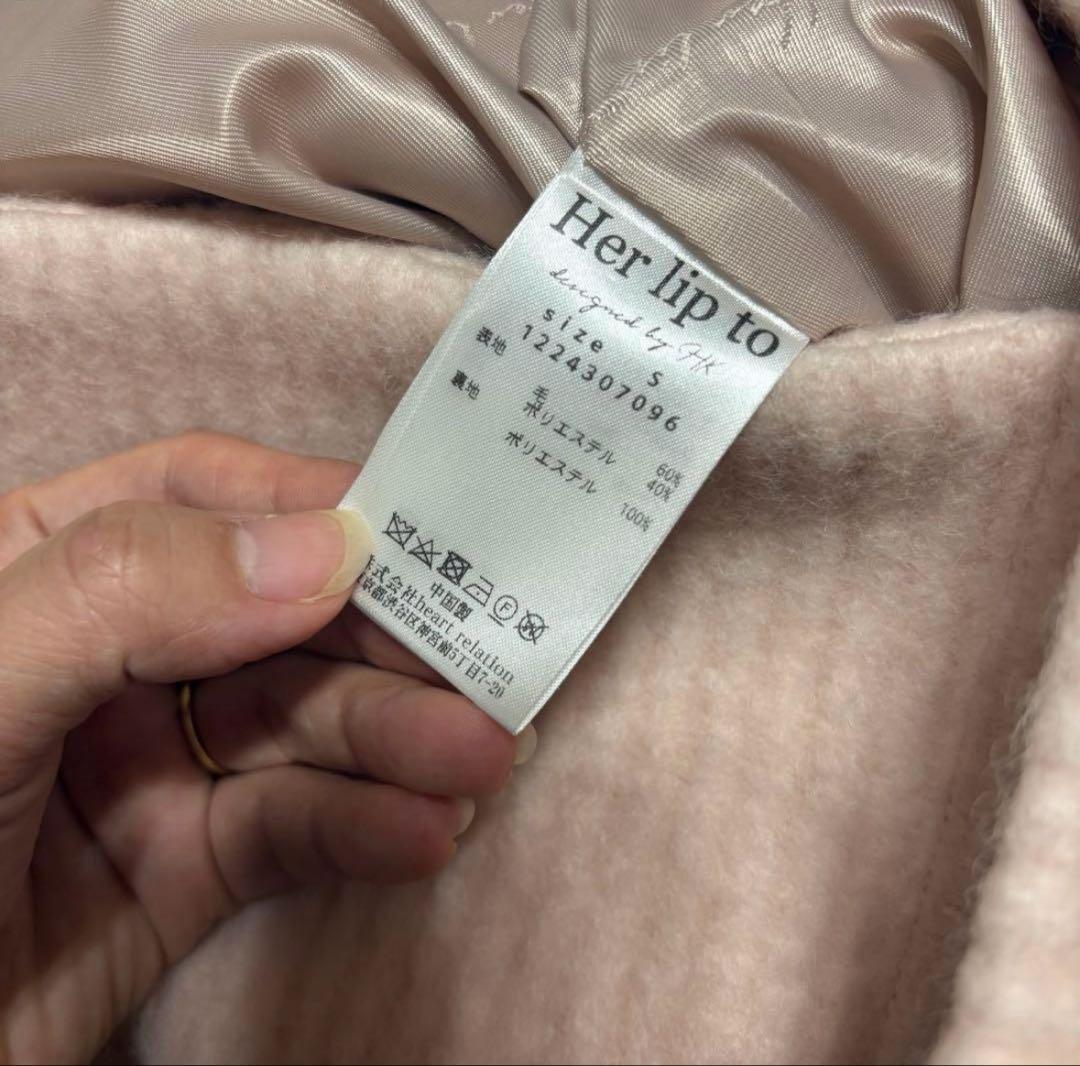 Her lip to
designed by HK
size S
1224307096
表地 毛 60%
ポリエステル 40%
裏地 ポリエステル 100%
F W
中国製
式会社heart relation
京都渋谷区神宮前5丁目7-20